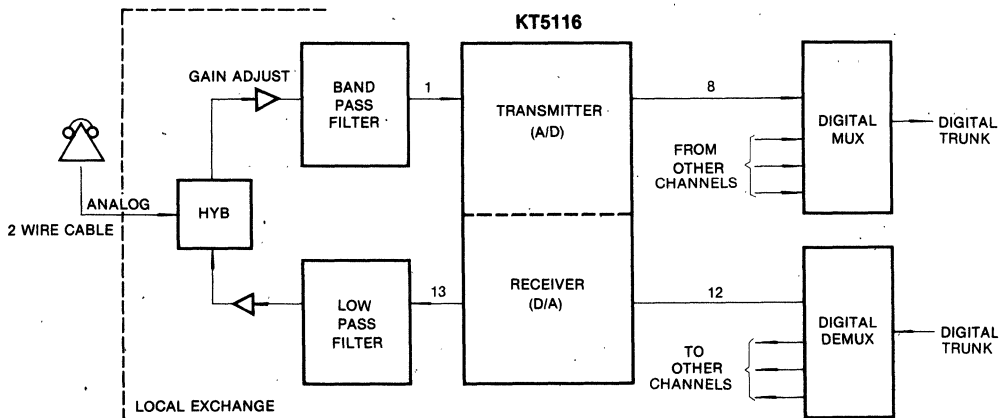 KT5116
GAIN ADJUST
BAND
PASS
FILTER
1
TRANSMITTER
(A/D)
8
DIGITAL
MUX
DIGITAL
TRUNK
FROM
OTHER
CHANNELS
ANALOG
2 WIRE CABLE
HYB
LOW
PASS
FILTER
13
RECEIVER
(D/A)
12
DIGITAL
DEMUX
DIGITAL
TRUNK
TO
OTHER
CHANNELS
LOCAL EXCHANGE